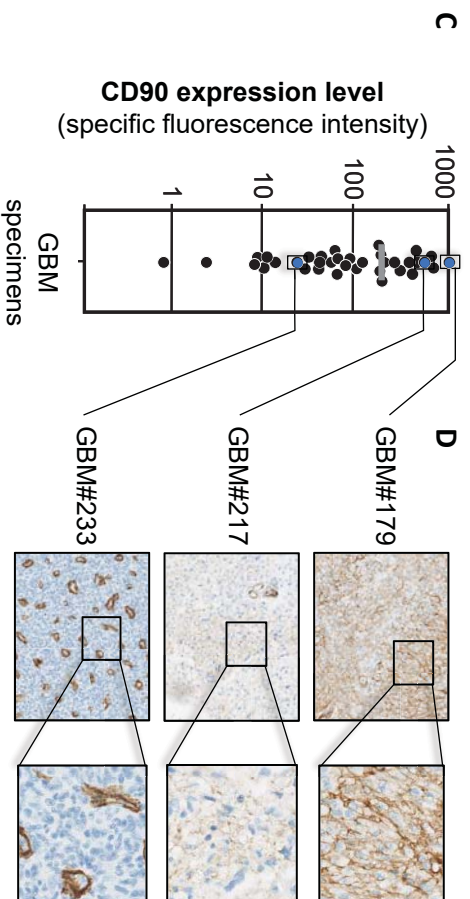 C
CD90 expression level
(specific fluorescence intensity)
1000
100
10
1
GBM
specimens
D
GBM#179
GBM#217
GBM#233